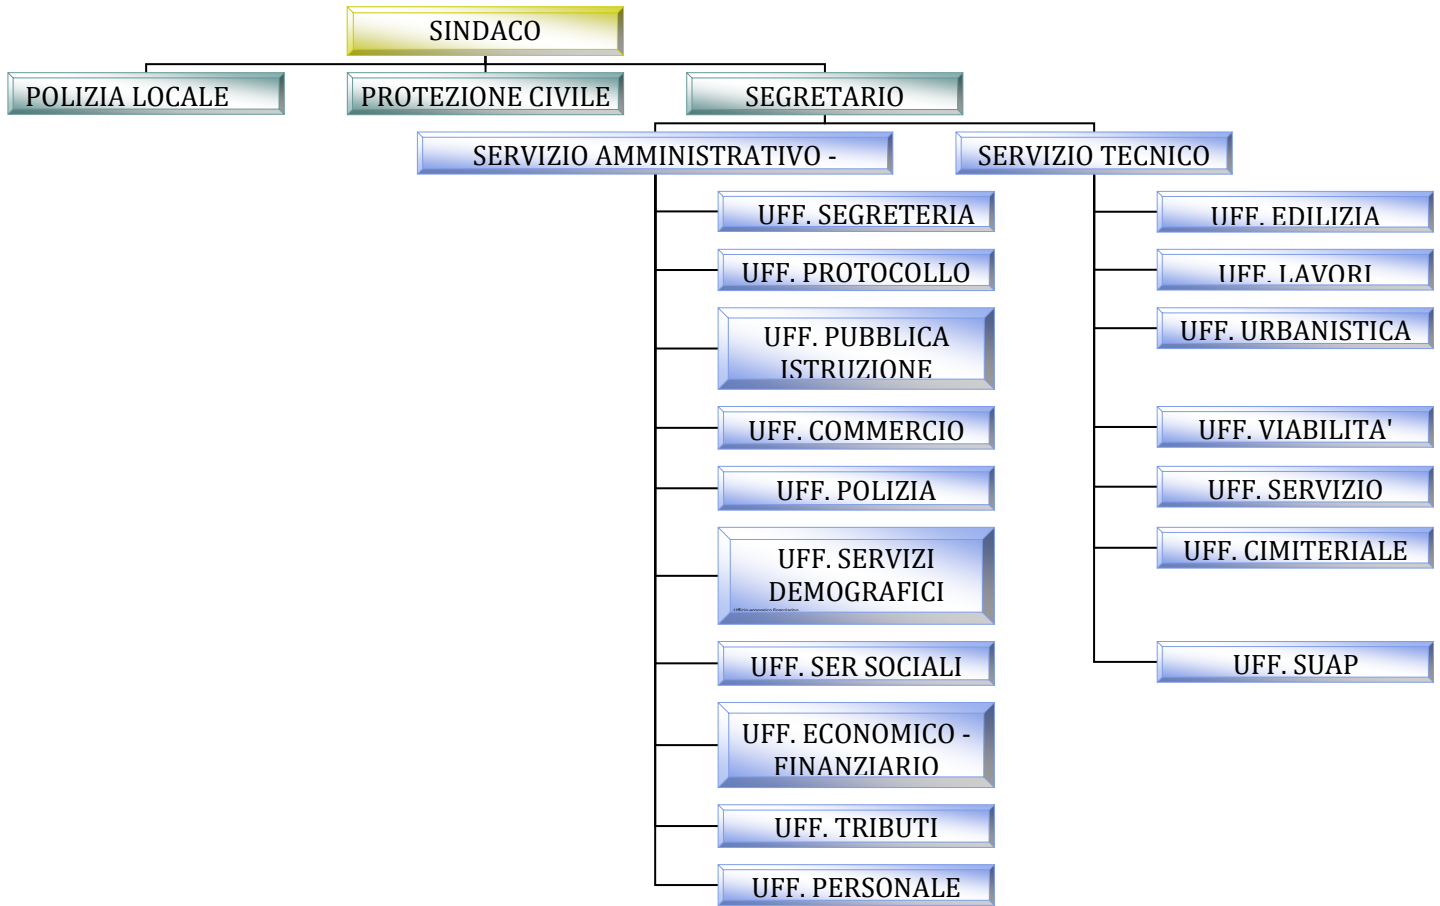 SINDACO
POLIZIA LOCALE
PROTEZIONE CIVILE
SEGRETARIO
SERVIZIO AMMINISTRATIVO -
SERVIZIO TECNICO
UFF. SEGRETERIA
UFF. PROTOCOLLO
UFF. PUBBLICA
ISTRUZIONE
UFF. COMMERCIO
UFF. POLIZIA
UFF. SERVIZI
DEMOGRAFICI
UFF. SER SOCIALI
UFF. ECONOMICO -
FINANZIARIO
UFF. TRIBUTI
UFF. PERSONALE
UFF. EDILIZIA
UFF. LAVORI
UFF. URBANISTICA
UFF. VIABILITA'
UFF. SERVIZIO
UFF. CIMITERIALE
UFF. SUAP